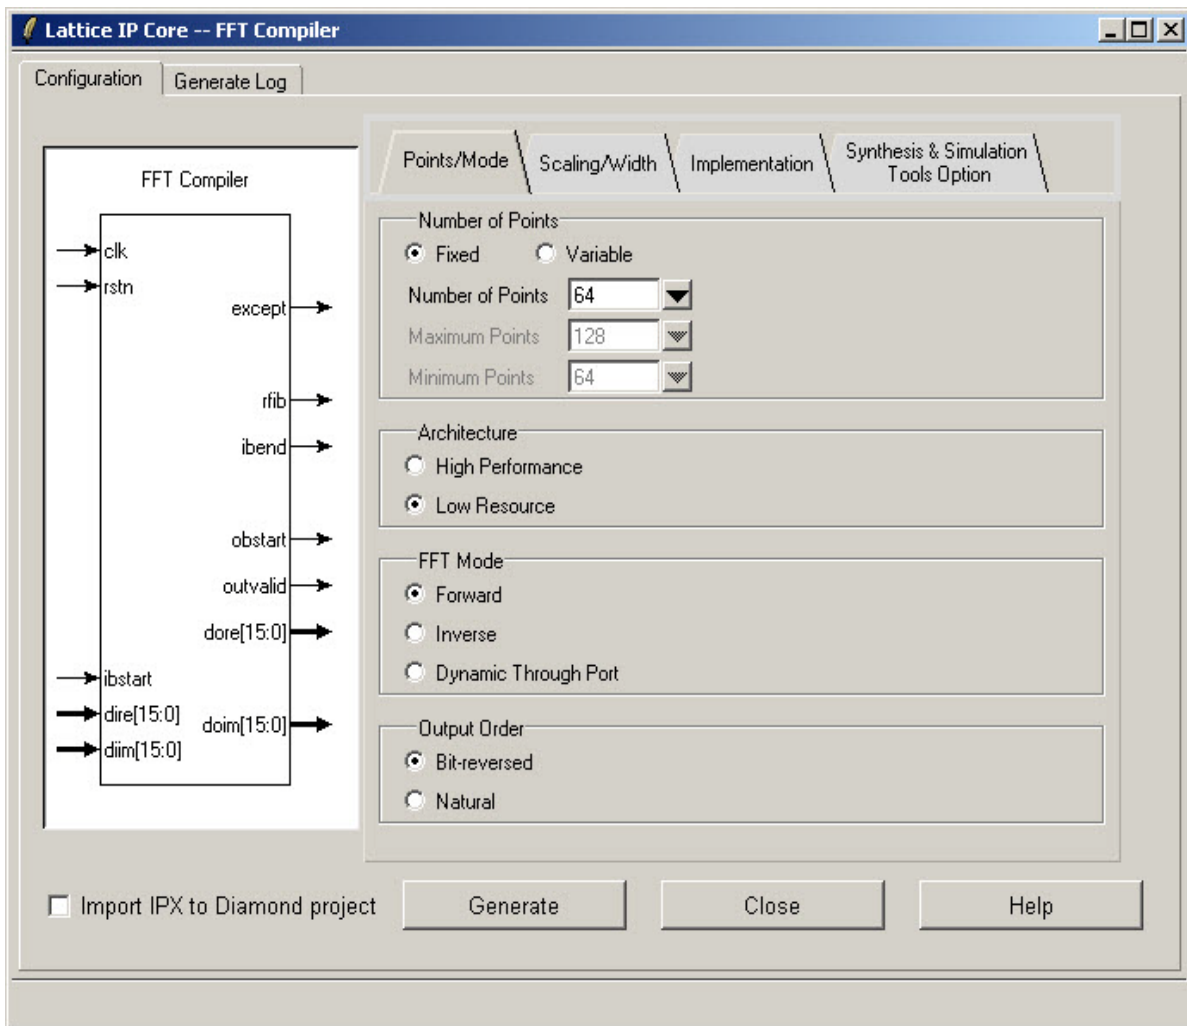 Lattice IP Core -- FFT Compiler
Configuration
Generate Log
FFT Compiler
clk
rstn
except
rfib
ibend
obstart
outvalid
dore[15:0]
ibstart
dire[15:0]
doim[15:0]
diim[15:0]
Points/Mode
Scaling/Width
Implementation
Synthesis & Simulation
Tools Option
Number of Points
Fixed
Variable
Number of Points 64
Maximum Points 128
Minimum Points 64
Architecture
High Performance
Low Resource
FFT Mode
Forward
Inverse
Dynamic Through Port
Output Order
Bit-reversed
Natural
Import IPX to Diamond project
Generate
Close
Help